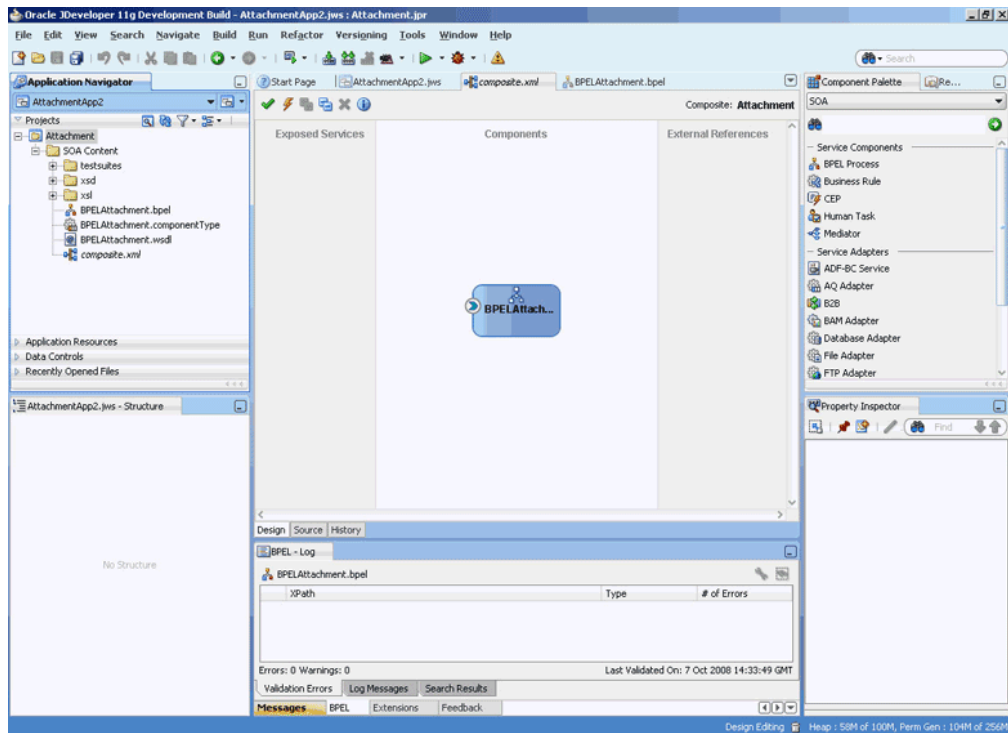 Oracle JDeveloper 11g Development Build - AttachmentApp2.jws : Attachment.jpr
File Edit View Search Navigate Build Run Refactor Versioning Tools Window Help
Search
Application Navigator
AttachmentApp2
Projects
Attachment
SOA Content
testsuites
xsd
xsl
BPELAttachment.bpel
BPELAttachment.componentType
BPELAttachment.wsdl
composite.xml
Application Resources
Data Controls
Recently Opened Files
AttachmentApp2.jws - Structure
No Structure
Start Page AttachmentApp2.jws composite.xml BPELAttachment.bpel
Composite: Attachment
Exposed Services Components External References
BPELAttach...
Design Source History
BPEL - Log
BPELAttachment.bpel
XPath Type # of Errors
Errors: 0 Warnings: 0 Last Validated On: 7 Oct 2008 14:33:49 GMT
Validation Errors Log Messages Search Results
Messages BPEL Extensions Feedback
Component Palette Re...
SOA
Service Components
BPEL Process
Business Rule
CEP
Human Task
Mediator
Service Adapters
ADF-BC Service
AQ Adapter
B2B
BAM Adapter
Database Adapter
File Adapter
FTP Adapter
Property Inspector
Find
Design Editing Heap : 58M of 100M, Perm Gen : 104M of 256M